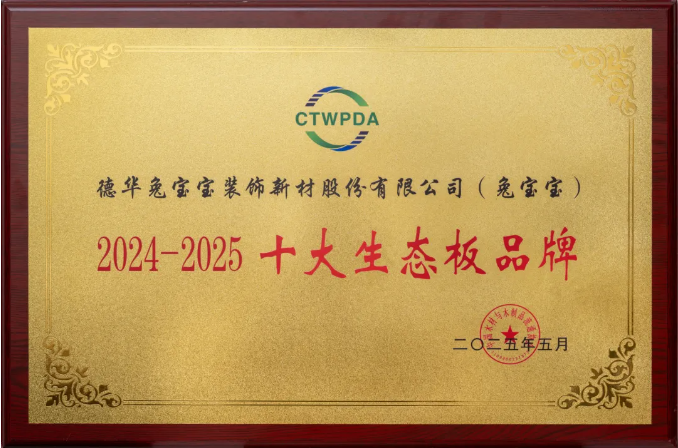 CTWPDA
德华兔宝宝装饰新材股份有限公司（兔宝宝）
2024-2025 十大生态板品牌
二〇二五年五月